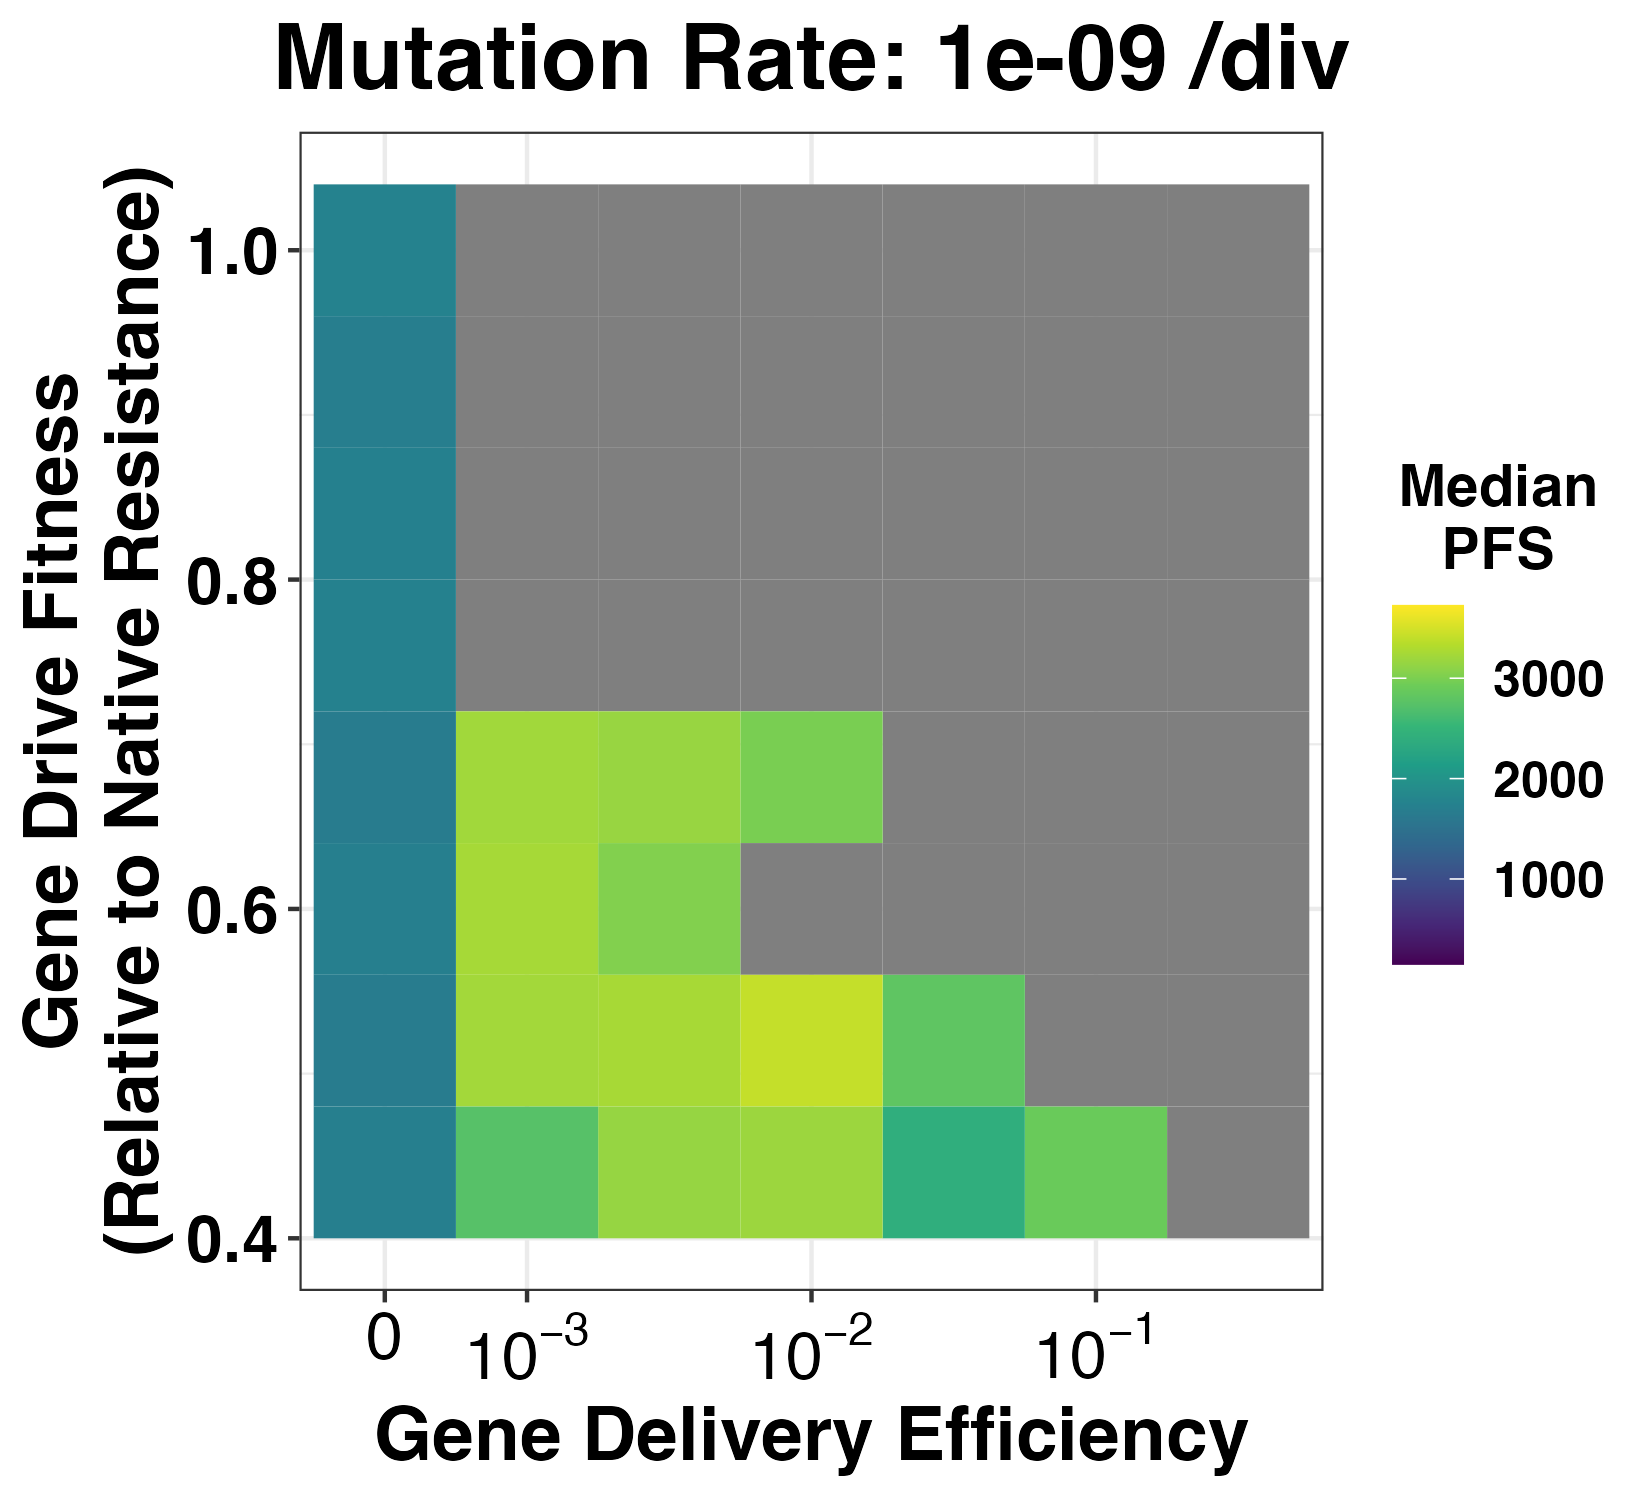 Mutation Rate: 1e-09 /div
Gene Drive Fitness
(Relative to Native Resistance)
1.0
0.8
0.6
0.4
0
10⁻³
10⁻²
10⁻¹
Gene Delivery Efficiency
Median
PFS
3000
2000
1000